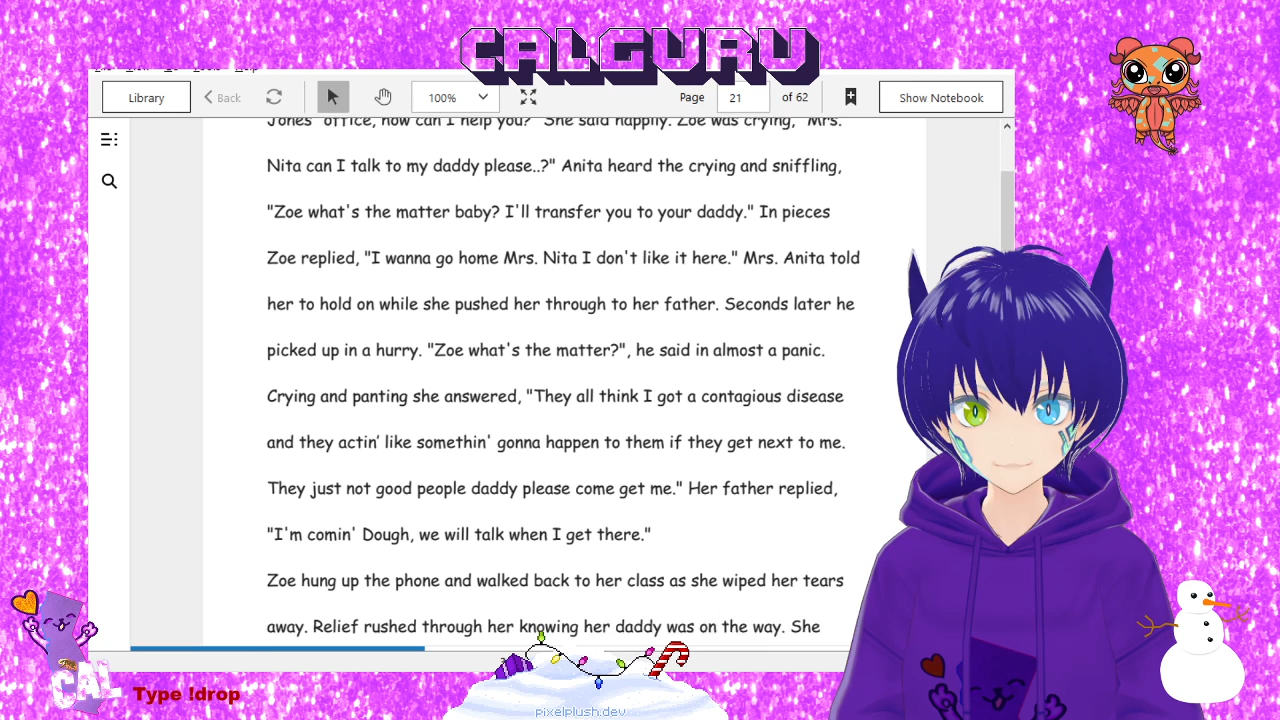 CALGURU
Library
Back
100%
Page 21 of 62
Show Notebook
Jones' office, how can I help you?" She said happily. Zoe was crying, "Mrs.
Nita can I talk to my daddy please..?" Anita heard the crying and sniffling,
"Zoe what's the matter baby? I'll transfer you to your daddy." In pieces
Zoe replied, "I wanna go home Mrs. Nita I don't like it here." Mrs. Anita told
her to hold on while she pushed her through to her father. Seconds later he
picked up in a hurry. "Zoe what's the matter?", he said in almost a panic.
Crying and panting she answered, "They all think I got a contagious disease
and they actin' like somethin' gonna happen to them if they get next to me.
They just not good people daddy please come get me." Her father replied,
"I'm comin' Dough, we will talk when I get there."
Zoe hung up the phone and walked back to her class as she wiped her tears
away. Relief rushed through her knowing her daddy was on the way. She
CAL
Type !drop
pixelplush.dev